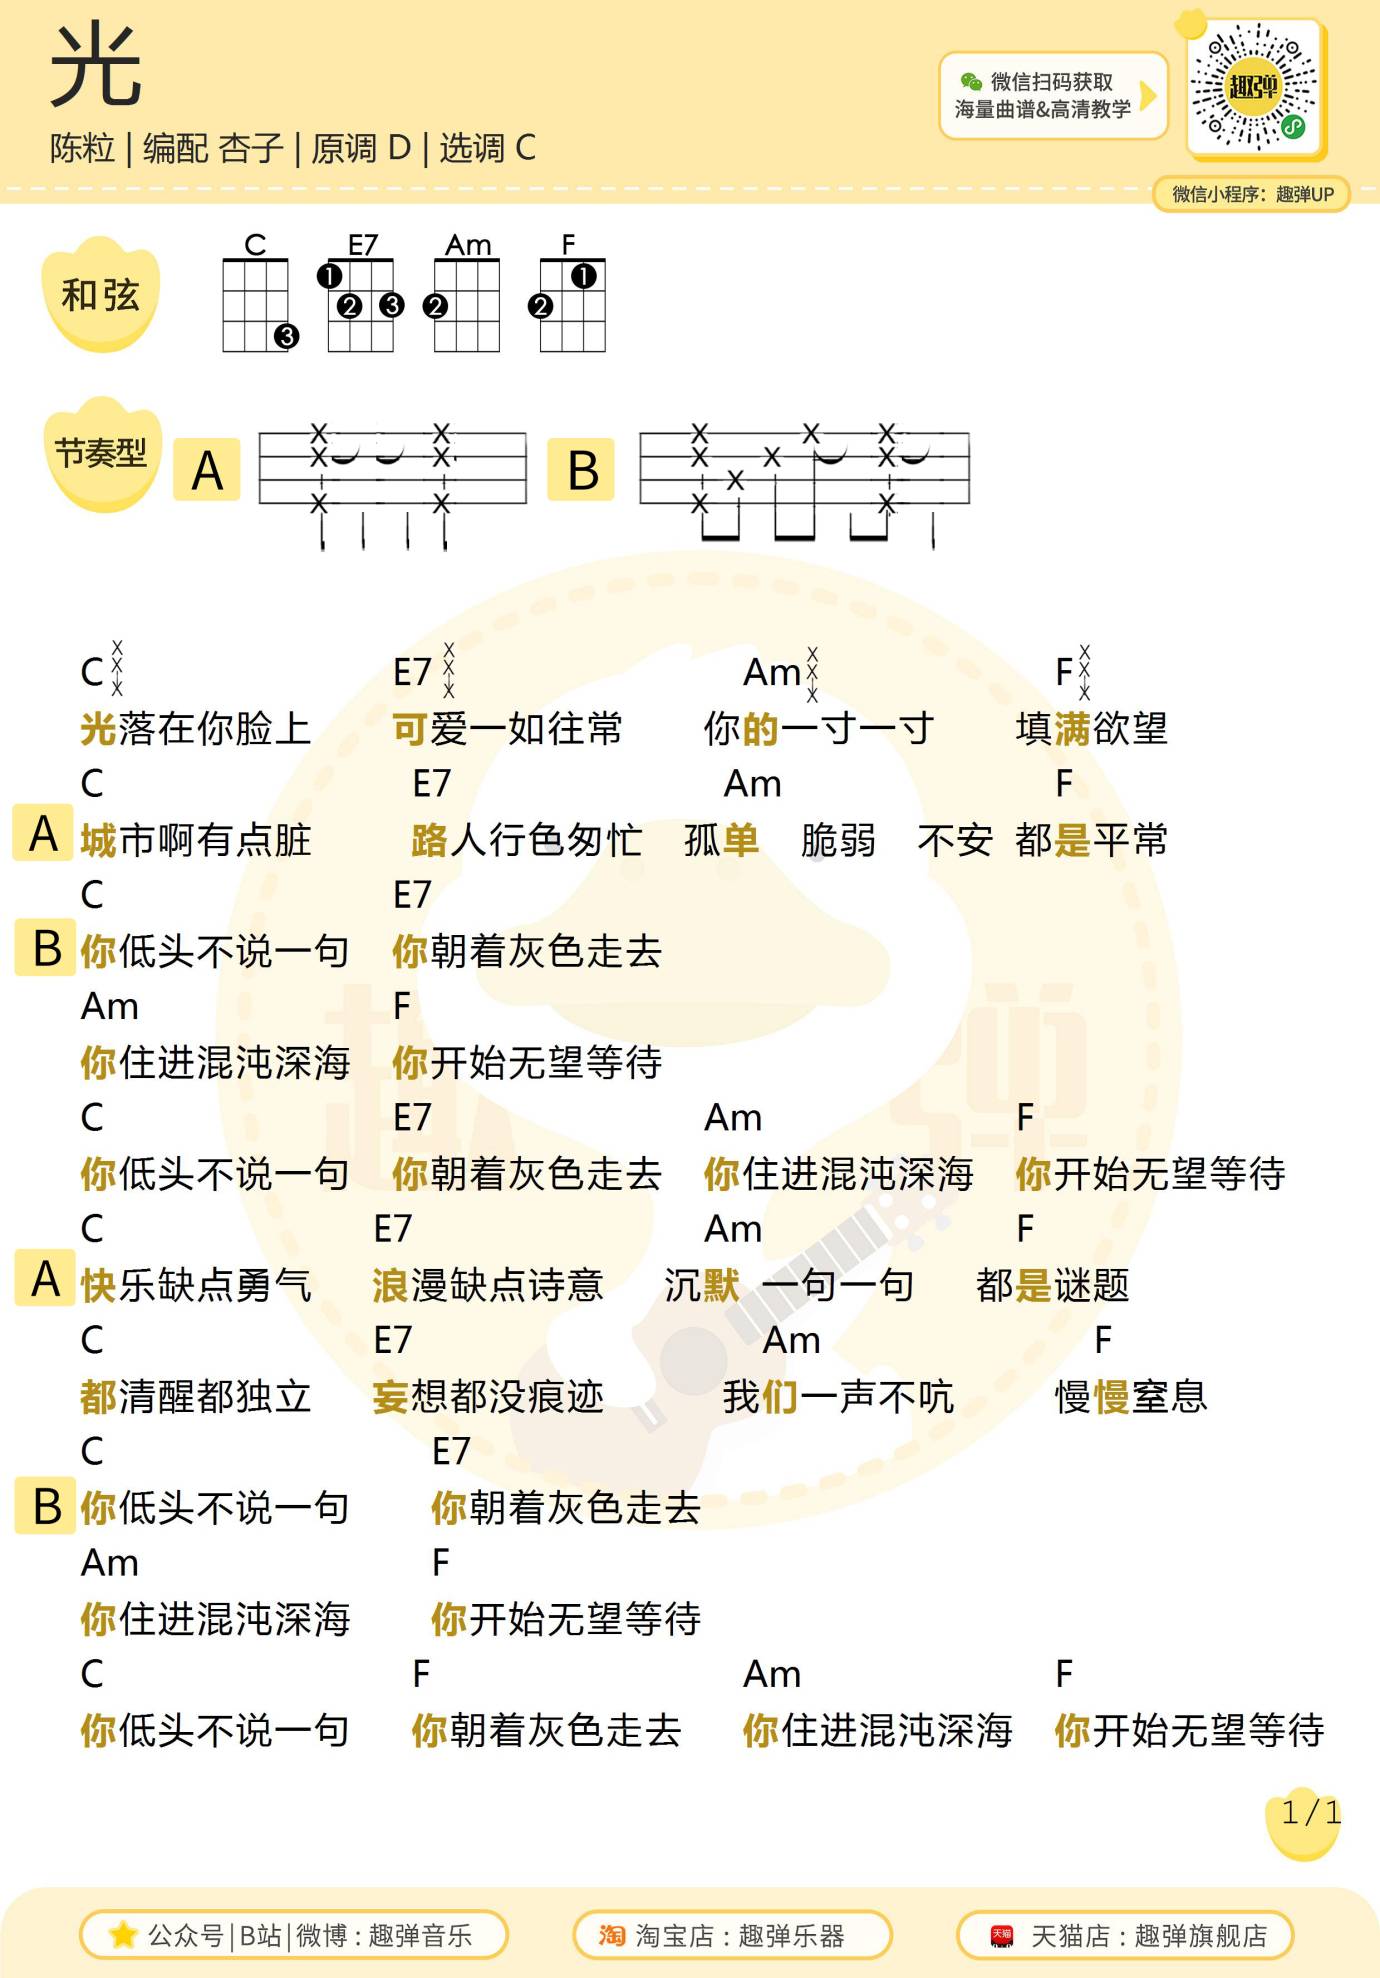 光
陈粒 | 编配 杏子 | 原调 D | 选调 C
微信扫码获取
海量曲谱&高清教学
趣弹
微信小程序：趣弹UP
和弦
C E7 Am F
1 1
2 3 2 2
3
节奏型 A B
C E7 Am F
光落在你脸上 可爱一如往常 你的一寸一寸 填满欲望
C E7 Am F
A 城市啊有点脏 路人行色匆忙 孤单 脆弱 不安 都是平常
C E7
B 你低头不说一句 你朝着灰色走去
Am F
你住进混沌深海 你开始无望等待
C E7 Am F
你低头不说一句 你朝着灰色走去 你住进混沌深海 你开始无望等待
C E7 Am F
A 快乐缺点勇气 浪漫缺点诗意 沉默 一句一句 都是谜题
C E7 Am F
都清醒都独立 妄想都没痕迹 我们一声不吭 慢慢窒息
C E7
B 你低头不说一句 你朝着灰色走去
Am F
你住进混沌深海 你开始无望等待
C F Am F
你低头不说一句 你朝着灰色走去 你住进混沌深海 你开始无望等待
趣弹
1/1
公众号|B站|微博：趣弹音乐
淘 淘宝店：趣弹乐器
天猫 天猫店：趣弹旗舰店